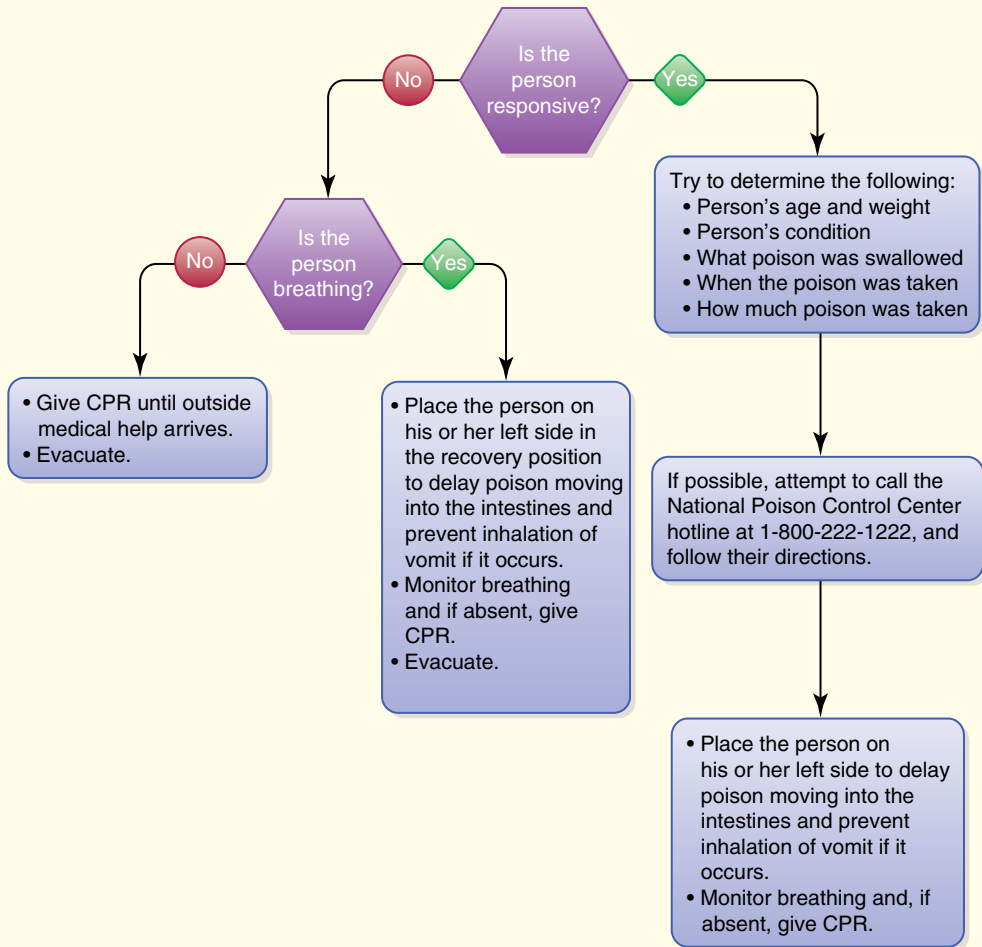 Is the
person
responsive?
No
Yes
Is the
person
breathing?
No
Yes
• Give CPR until outside
medical help arrives.
• Evacuate.
• Place the person on
his or her left side in
the recovery position
to delay poison moving
into the intestines and
prevent inhalation of
vomit if it occurs.
• Monitor breathing
and if absent, give
CPR.
• Evacuate.
Try to determine the following:
• Person’s age and weight
• Person’s condition
• What poison was swallowed
• When the poison was taken
• How much poison was taken
If possible, attempt to call the
National Poison Control Center
hotline at 1-800-222-1222, and
follow their directions.
• Place the person on
his or her left side to delay
poison moving into the
intestines and prevent
inhalation of vomit if it
occurs.
• Monitor breathing and, if
absent, give CPR.